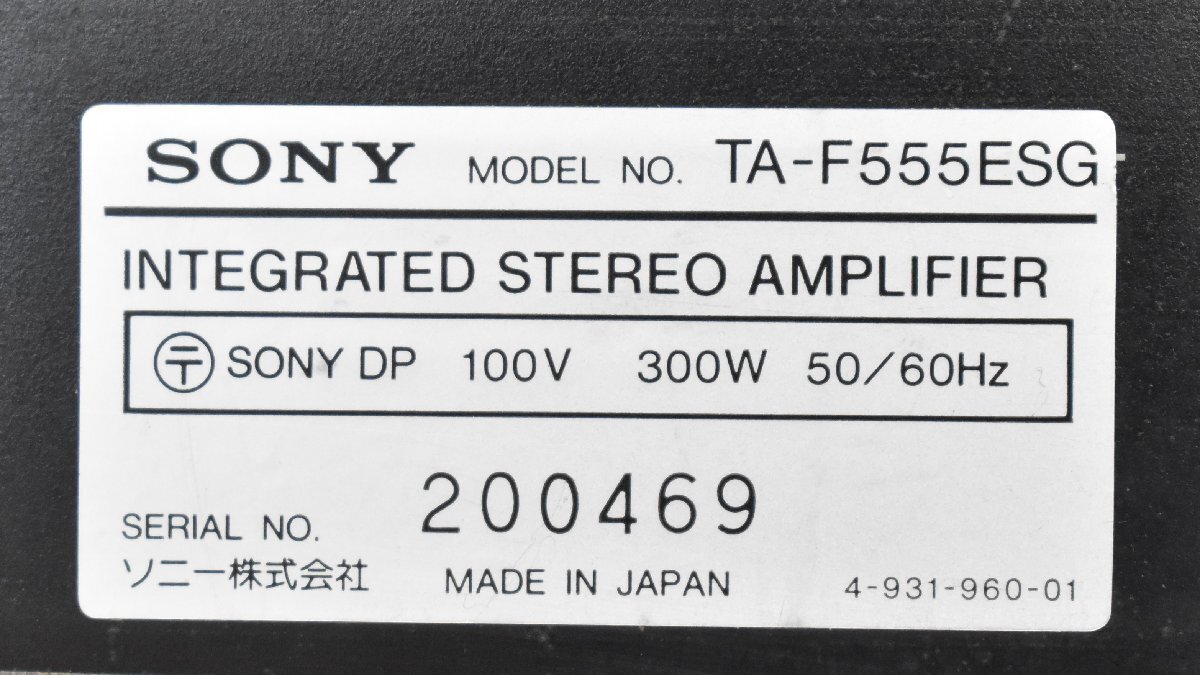 SONY MODEL NO. TA-F555ESG
INTEGRATED STEREO AMPLIFIER
〶 SONY DP 100V 300W 50/60Hz
SERIAL NO. 200469
ソニー株式会社 MADE IN JAPAN 4-931-960-01